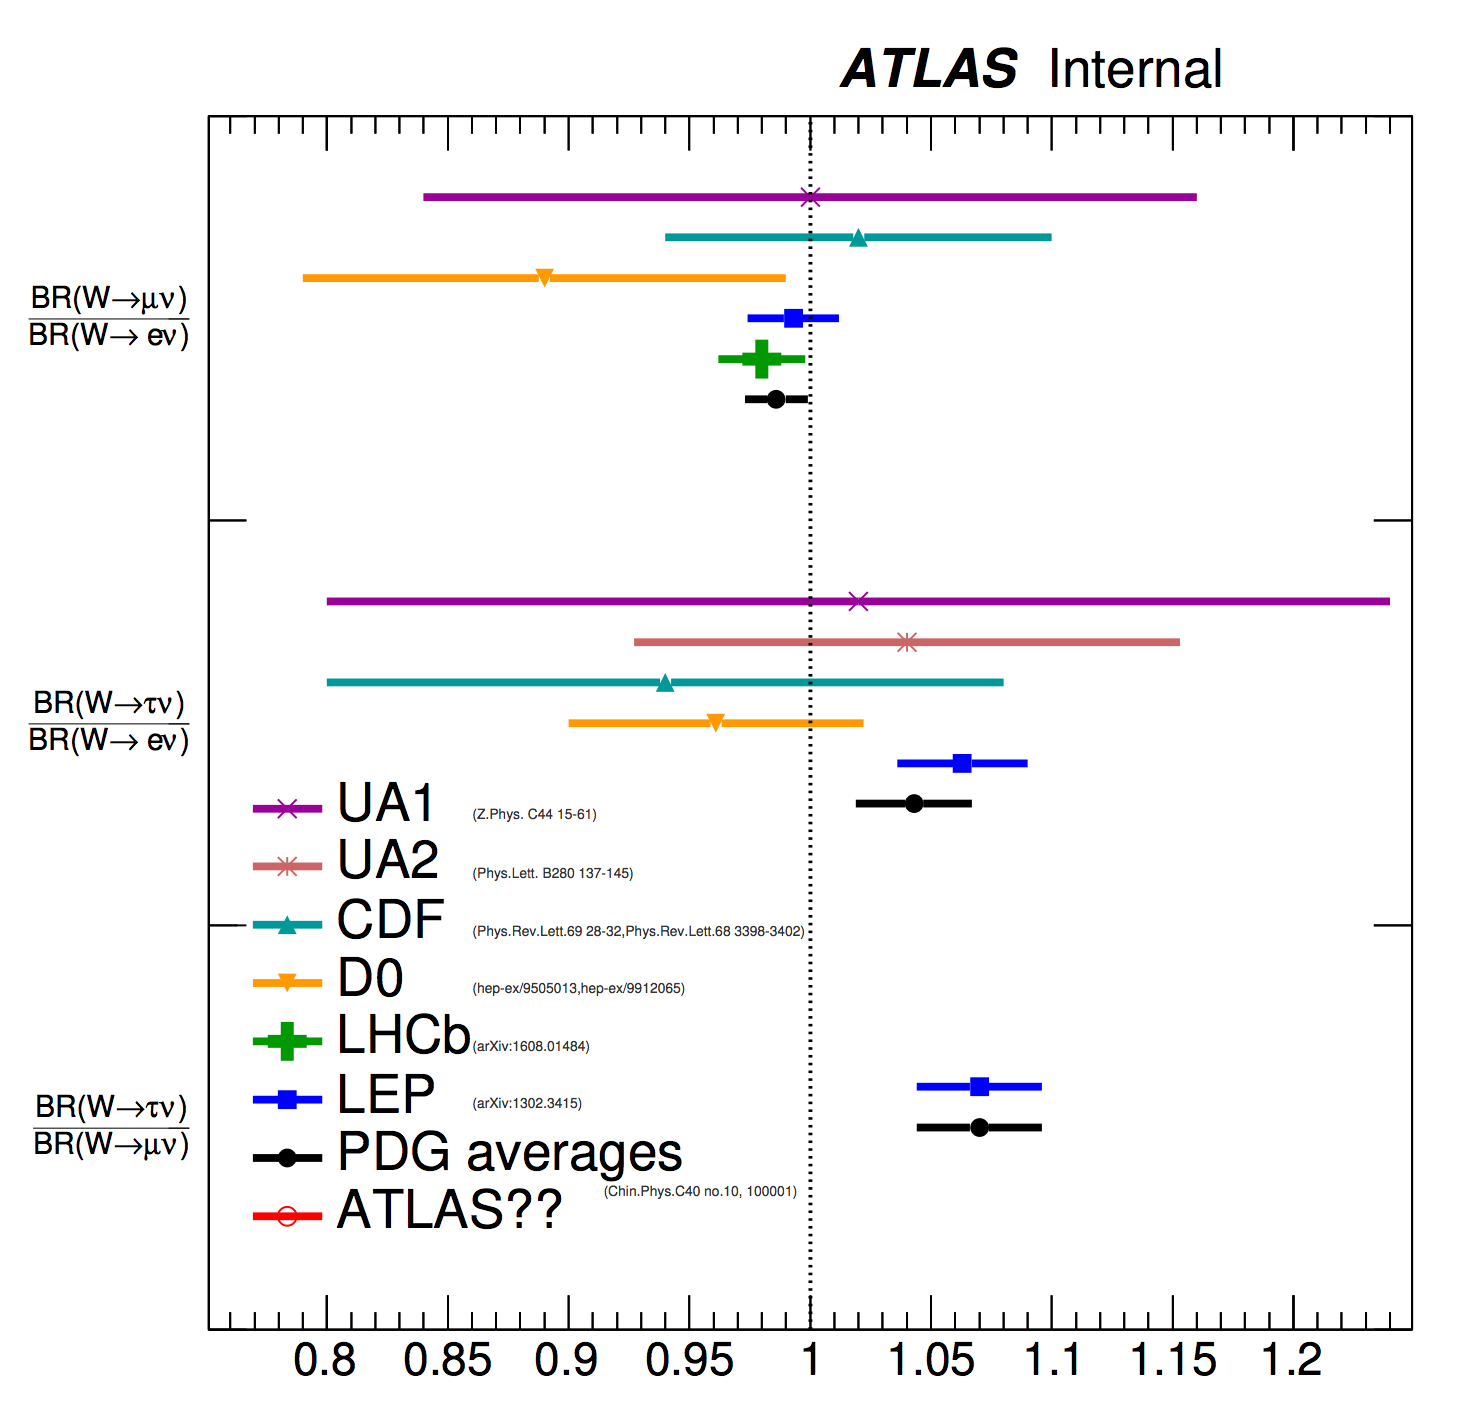 ATLAS Internal
BR(W→μν)
BR(W→ eν)
BR(W→τν)
BR(W→ eν)
UA1 (Z.Phys. C44 15-61)
UA2 (Phys.Lett. B280 137-145)
CDF (Phys.Rev.Lett.69 28-32,Phys.Rev.Lett.68 3398-3402)
D0 (hep-ex/9505013,hep-ex/9912065)
LHCb (arXiv:1608.01484)
LEP (arXiv:1302.3415)
BR(W→τν)
BR(W→μν)
PDG averages
(Chin.Phys.C40 no.10, 100001)
ATLAS??
0.8 0.85 0.9 0.95 1 1.05 1.1 1.15 1.2